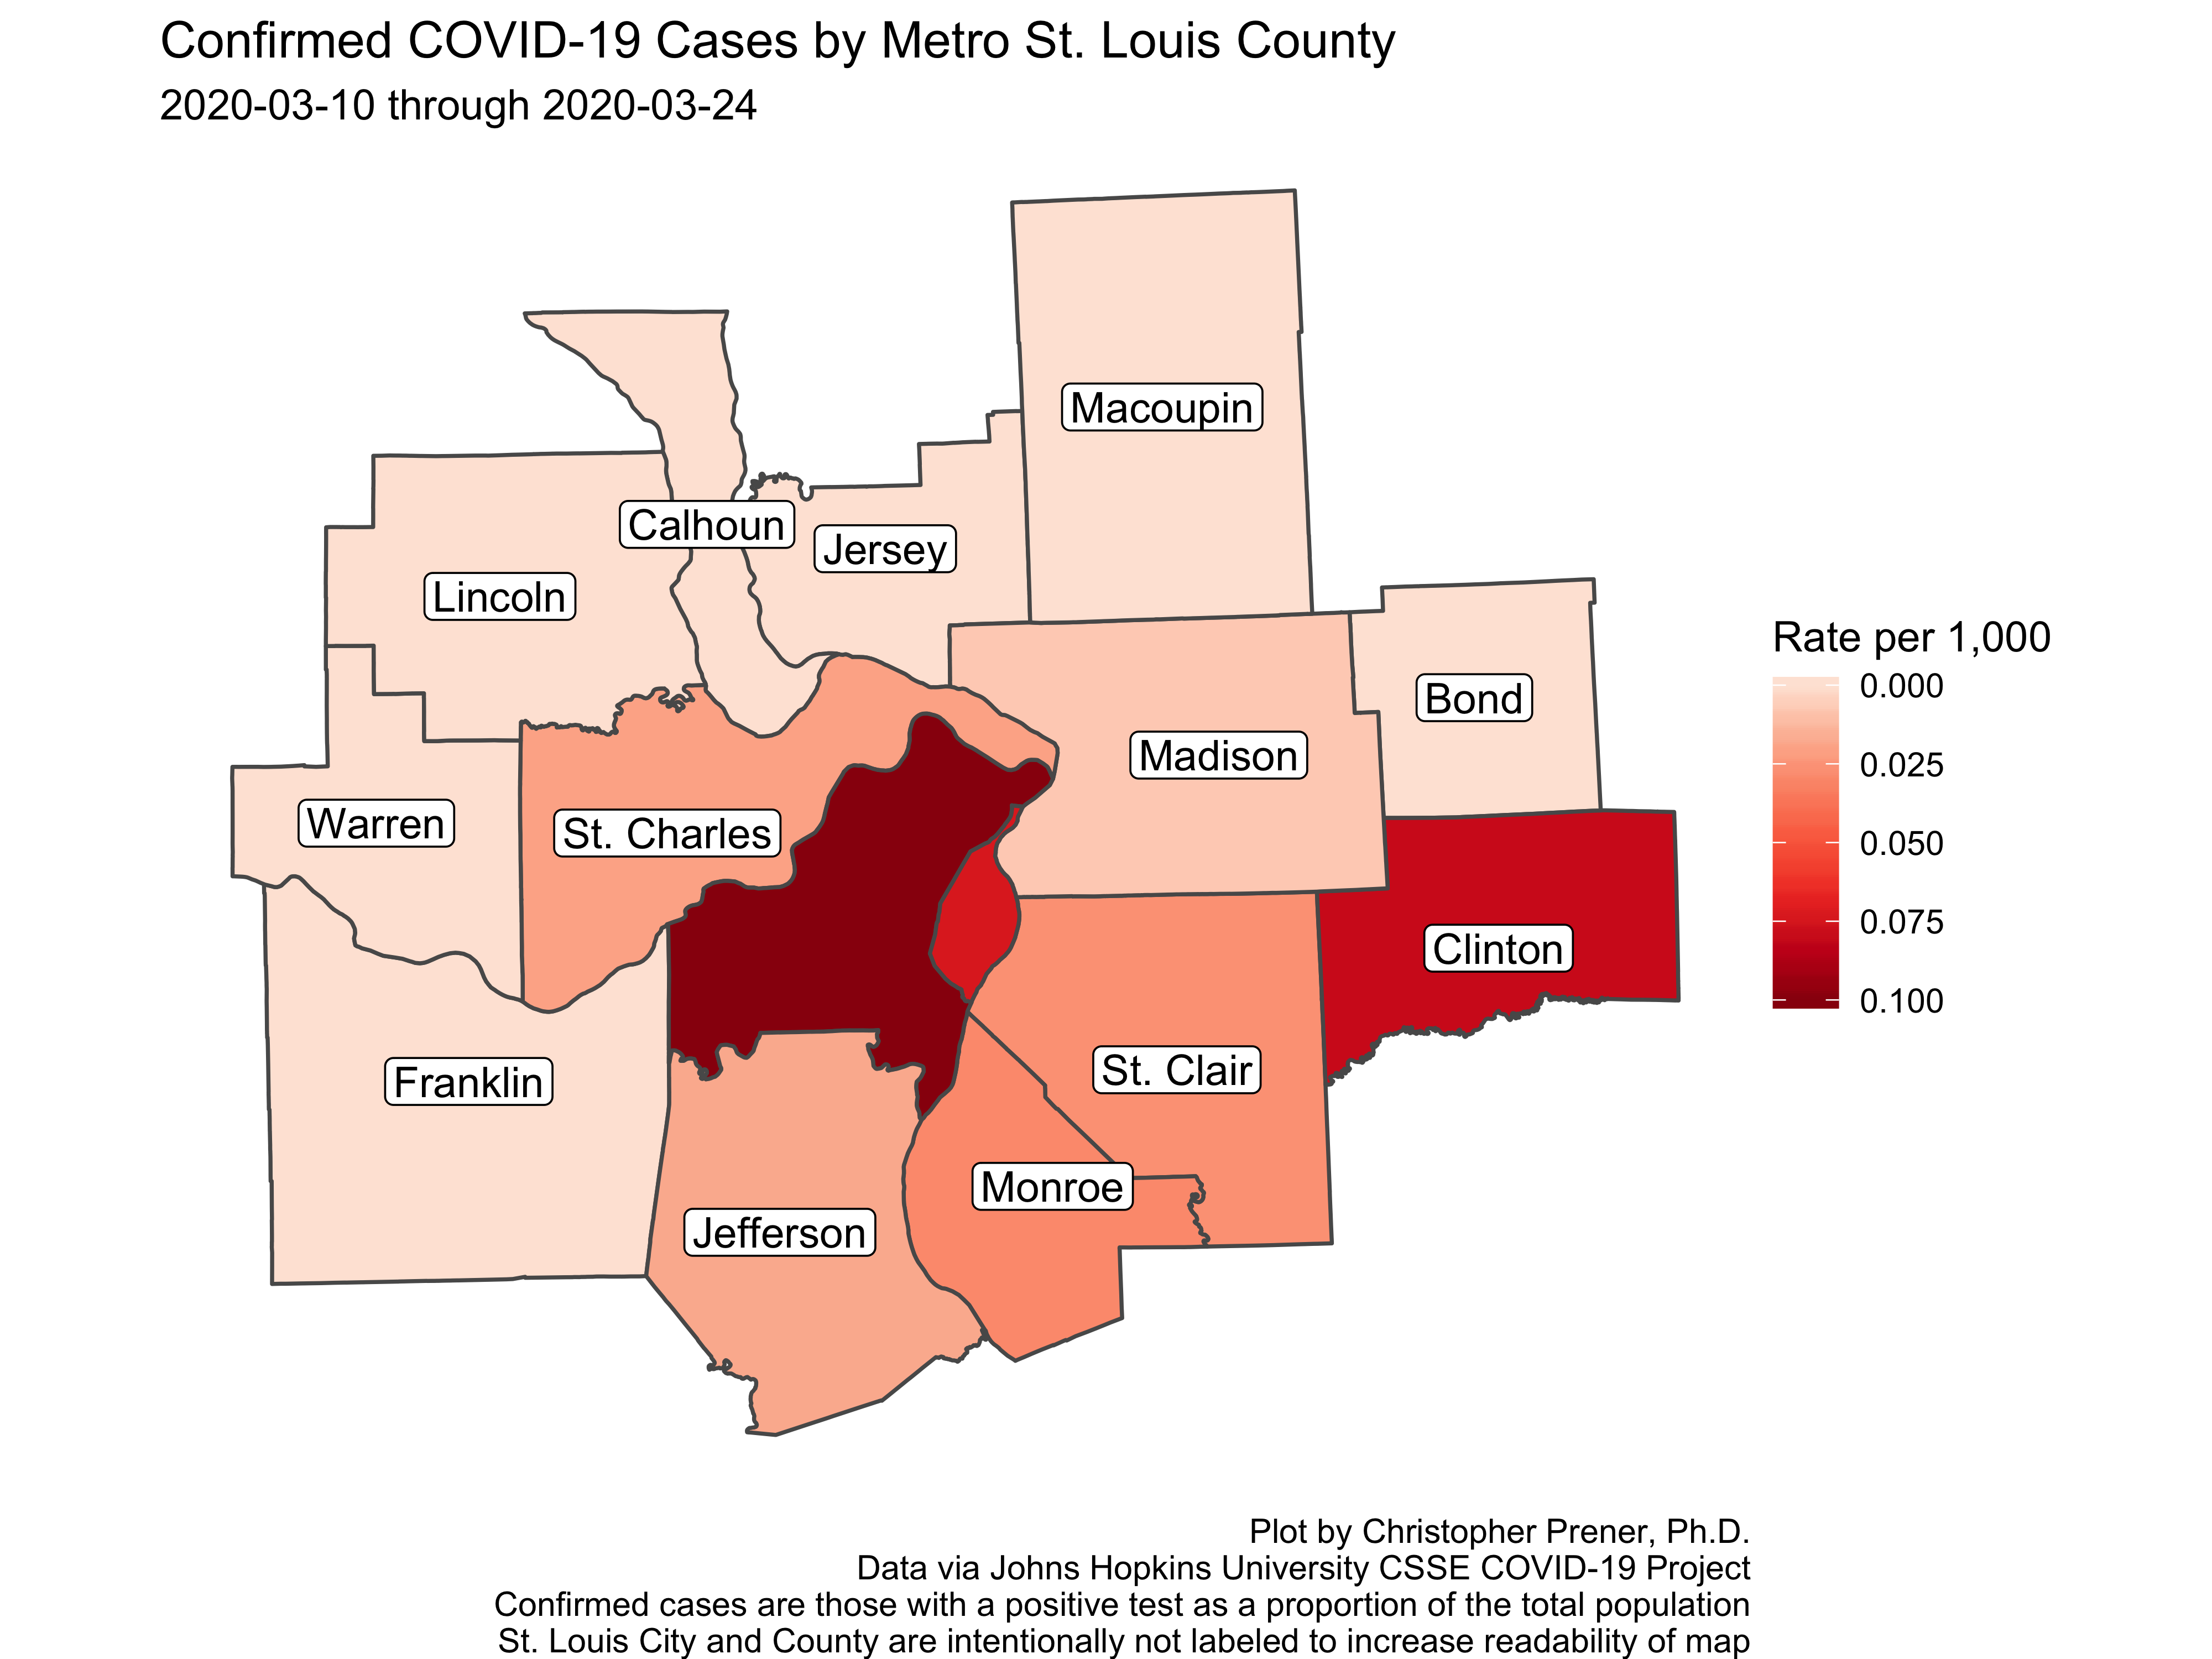 Confirmed COVID-19 Cases by Metro St. Louis County
2020-03-10 through 2020-03-24
Macoupin
Calhoun
Jersey
Lincoln
Rate per 1,000
0.000
0.025
0.050
0.075
0.100
Bond
Madison
Warren
St. Charles
Clinton
St. Clair
Franklin
Monroe
Jefferson
Plot by Christopher Prener, Ph.D.
Data via Johns Hopkins University CSSE COVID-19 Project
Confirmed cases are those with a positive test as a proportion of the total population
St. Louis City and County are intentionally not labeled to increase readability of map